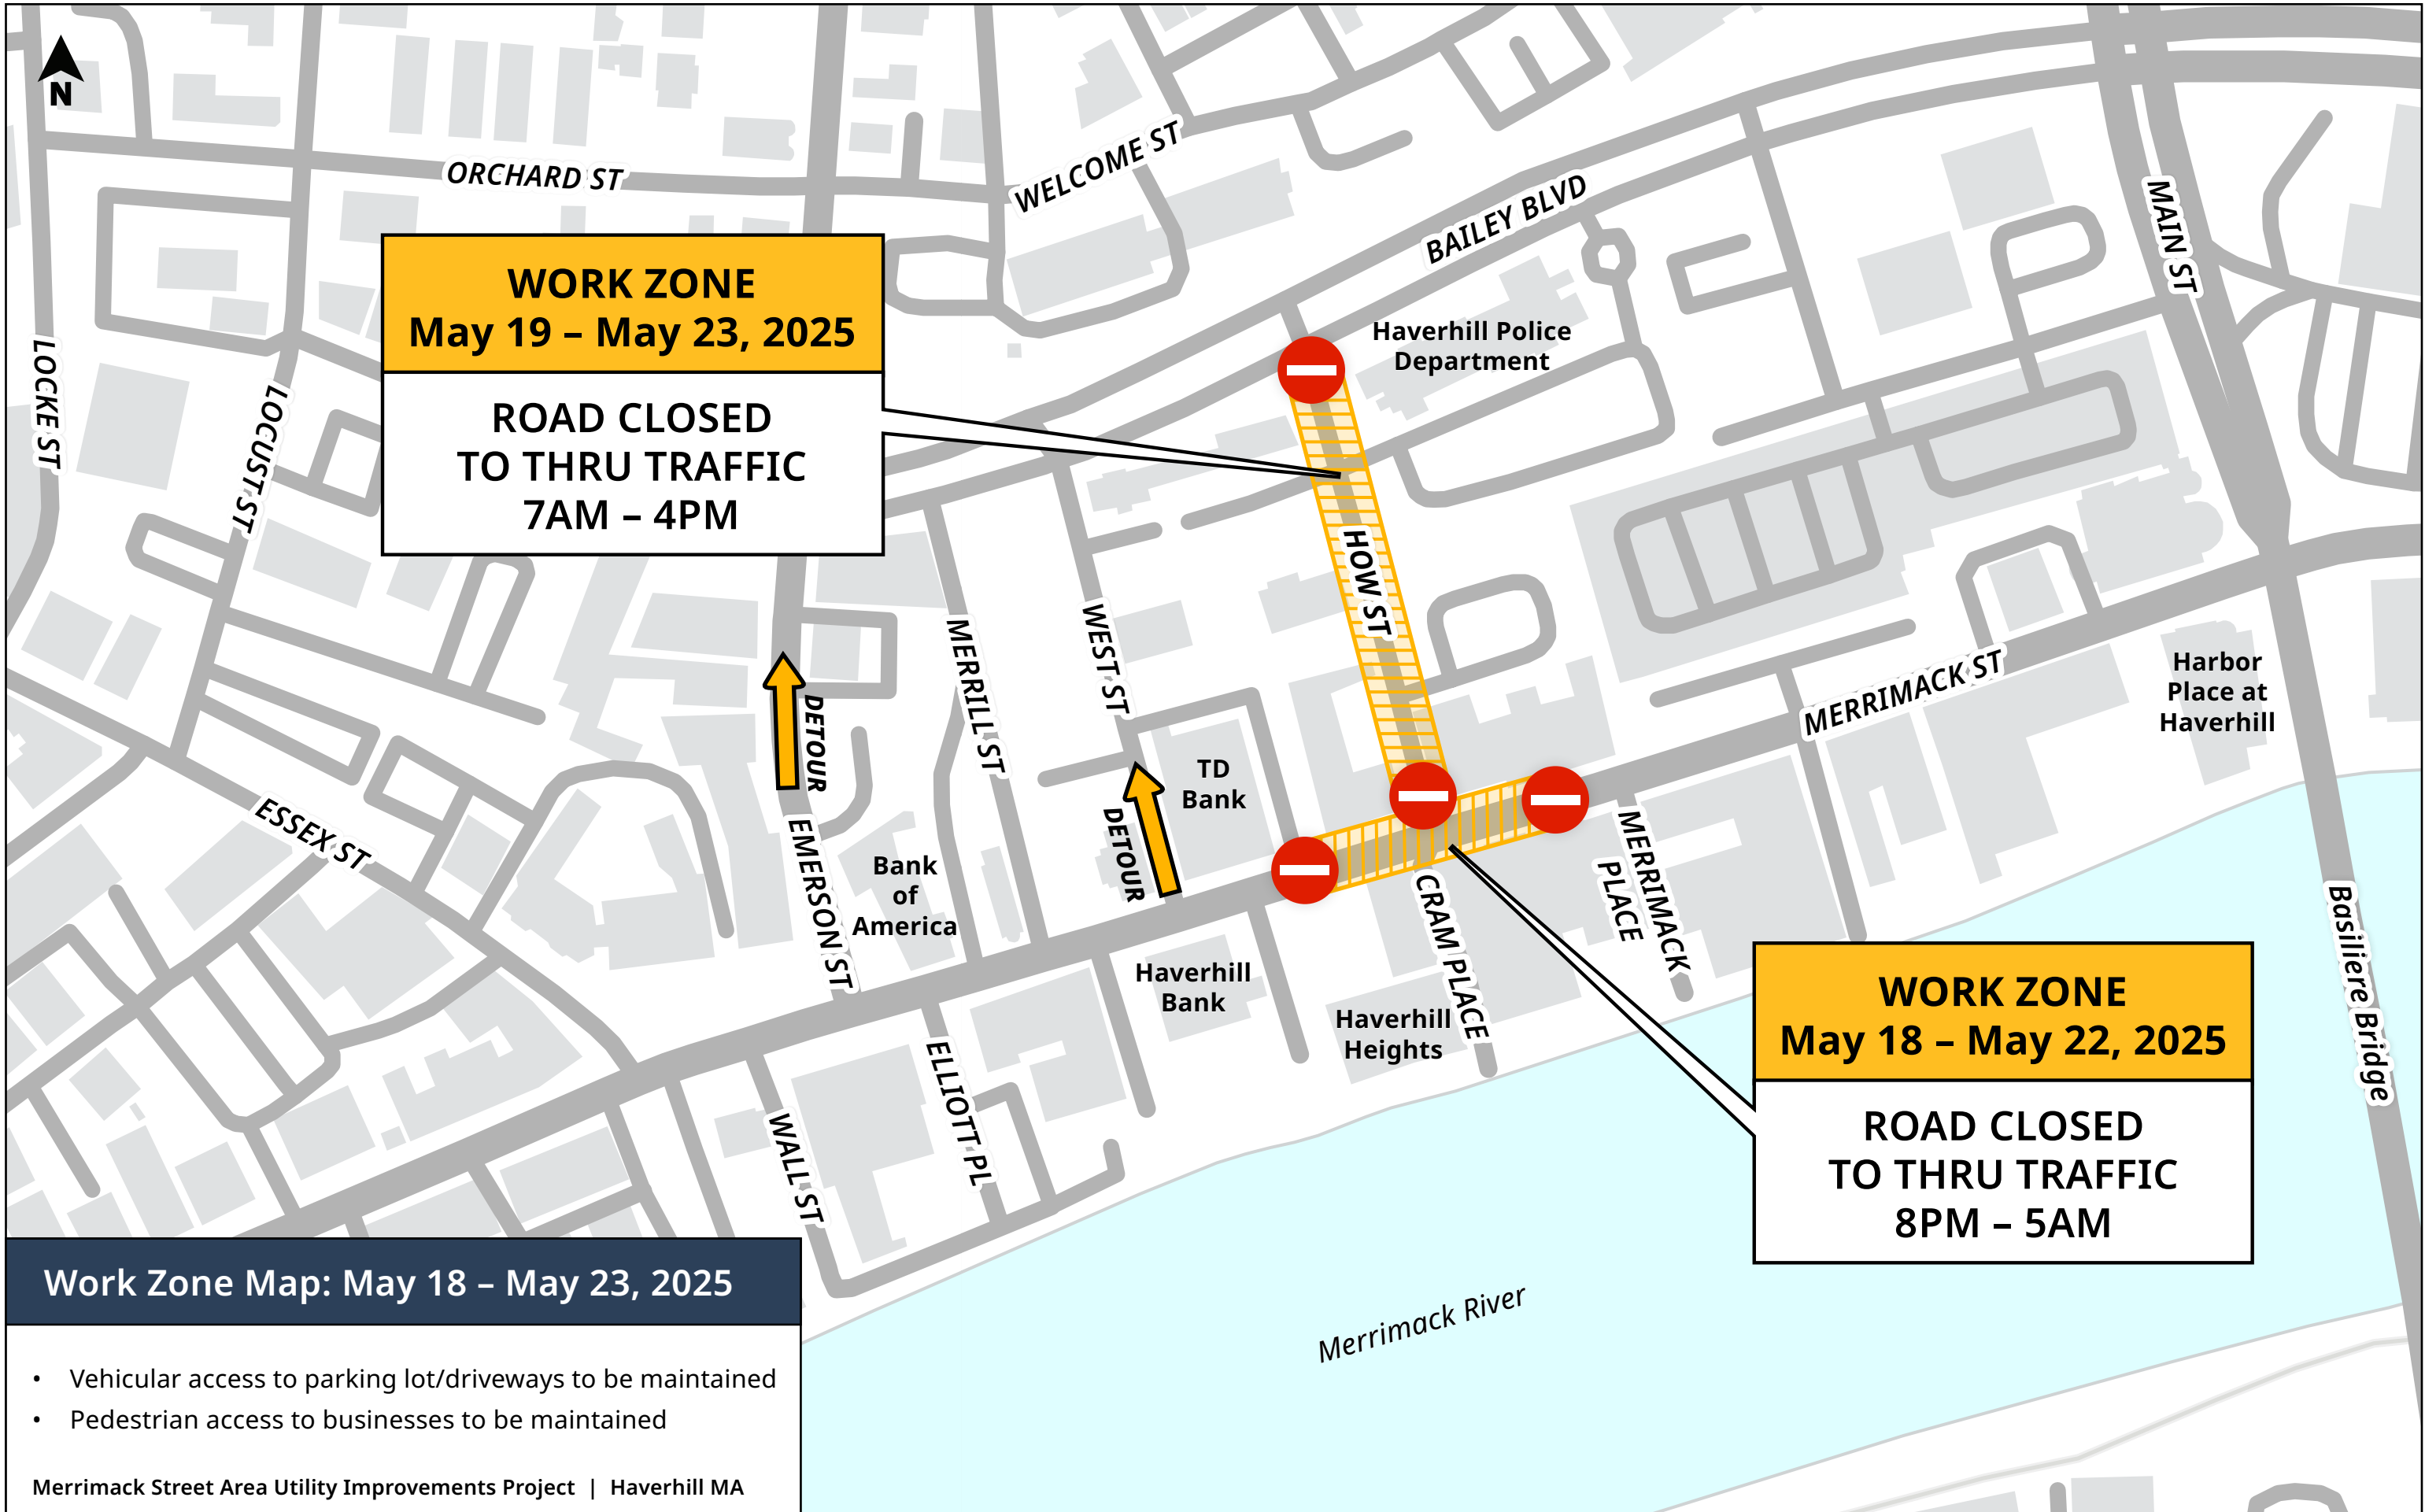 N
ORCHARD ST
WELCOME ST
BAILEY BLVD
MAIN ST
WORK ZONE
May 19 – May 23, 2025
ROAD CLOSED
TO THRU TRAFFIC
7AM – 4PM
Haverhill Police
Department
LOCKE ST
LOCUST ST
HOW ST
MERRILL ST
WEST ST
MERRIMACK ST
Harbor
Place at
Haverhill
DETOUR
TD
Bank
DETOUR
ESSEX ST
EMERSON ST
Bank
of
America
CRAM PLACE
MERRIMACK
PLACE
Basiliere Bridge
Haverhill
Bank
Haverhill
Heights
WORK ZONE
May 18 – May 22, 2025
ROAD CLOSED
TO THRU TRAFFIC
8PM – 5AM
ELLIOTT PL
WALL ST
Merrimack River
Work Zone Map: May 18 – May 23, 2025
• Vehicular access to parking lot/driveways to be maintained
• Pedestrian access to businesses to be maintained
Merrimack Street Area Utility Improvements Project | Haverhill MA